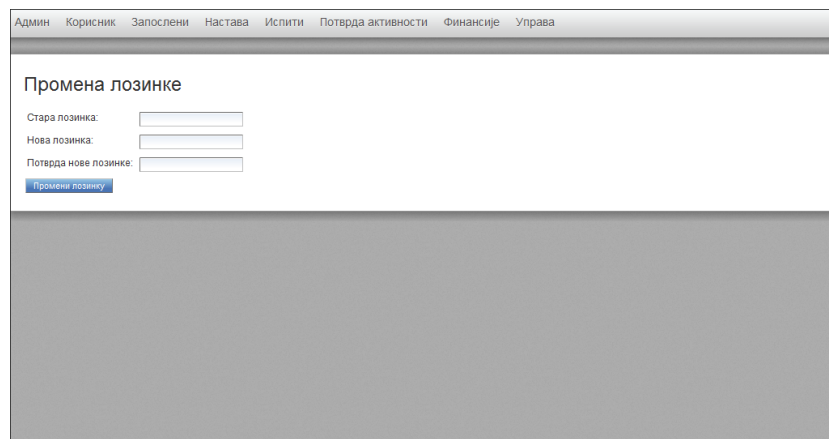 Админ Корисник Запослени Настава Испити Потврда активности Финансије Управа
Промена лозинке
Стара лозинка:
Нова лозинка:
Потврда нове лозинке:
Промени лозинку